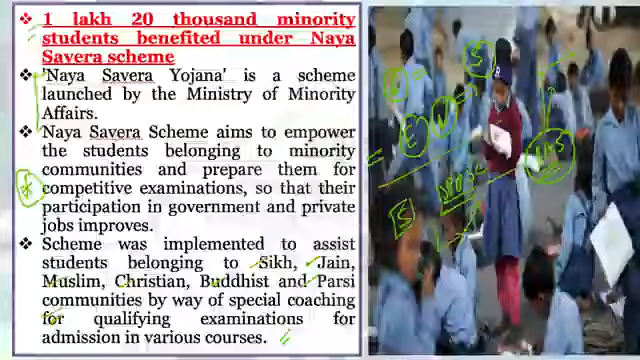 1 lakh 20 thousand minority
students benefited under Naya
Savera scheme
'Naya Savera Yojana' is a scheme
launched by the Ministry of Minority
Affairs.
Naya Savera Scheme aims to empower
the students belonging to minority
communities and prepare them for
competitive examinations, so that their
participation in government and private
jobs improves.
Scheme was implemented to assist
students belonging to Sikh, Jain,
Muslim, Christian, Buddhist and Parsi
communities by way of special coaching
for qualifying examinations for
admission in various courses.